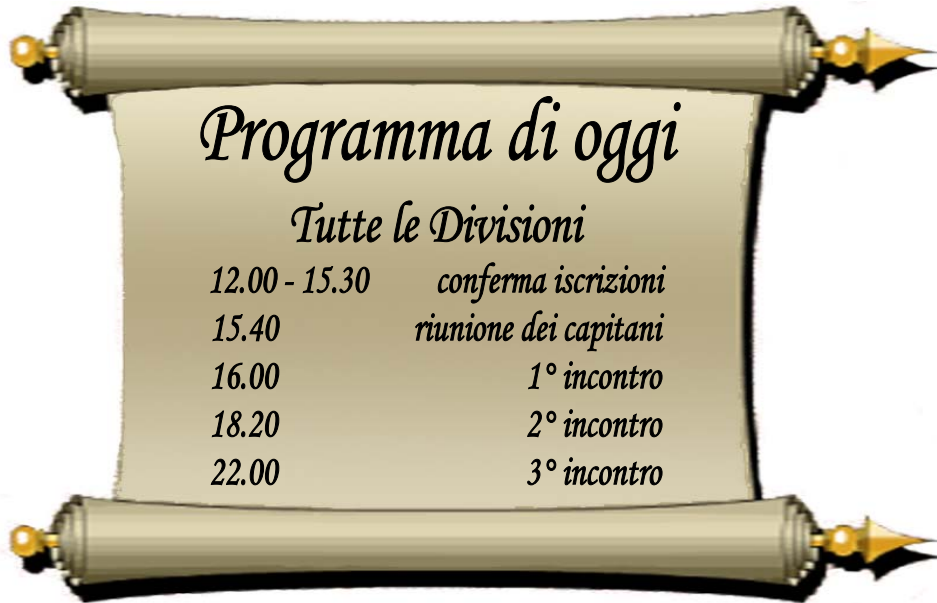 Programma di oggi
Tutte le Divisioni
12.00 - 15.30 conferma iscrizioni
15.40 riunione dei capitani
16.00 1° incontro
18.20 2° incontro
22.00 3° incontro